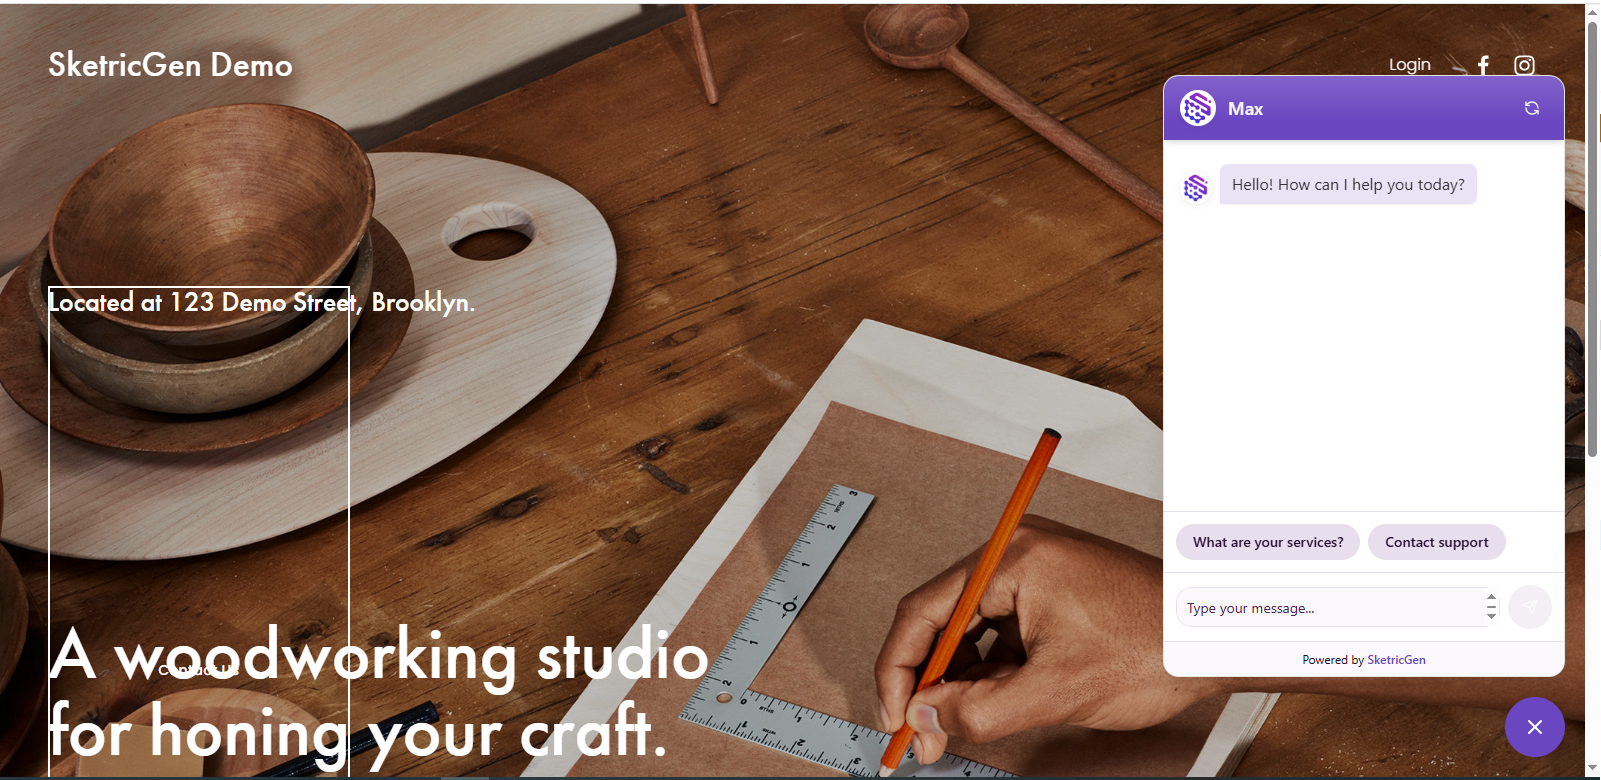 SketricGen Demo
Login
Max
Hello! How can I help you today?
Located at 123 Demo Street, Brooklyn.
What are your services?
Contact support
Type your message...
A woodworking studio
for honing your craft.
Contact Us
Powered by SketricGen